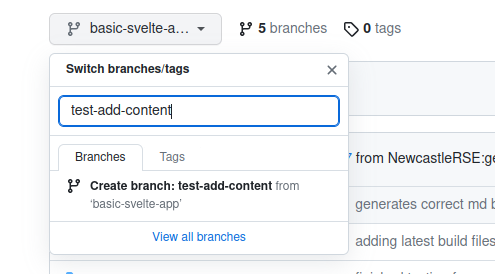 basic-svelte-a... 5 branches 0 tags
Switch branches/tags
test-add-content
Branches Tags
from NewcastleRSE:ge
Create branch: test-add-content from
'basic-svelte-app'
generates correct md b
View all branches
adding latest build files